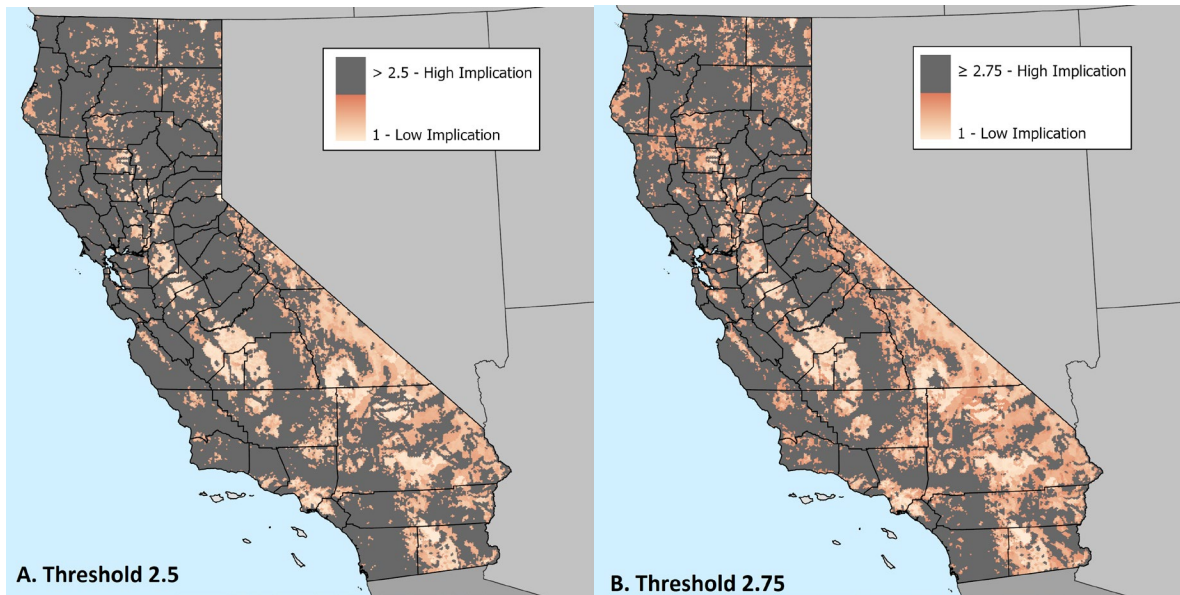 > 2.5 - High Implication
1 - Low Implication
A. Threshold 2.5
≥ 2.75 - High Implication
1 - Low Implication
B. Threshold 2.75